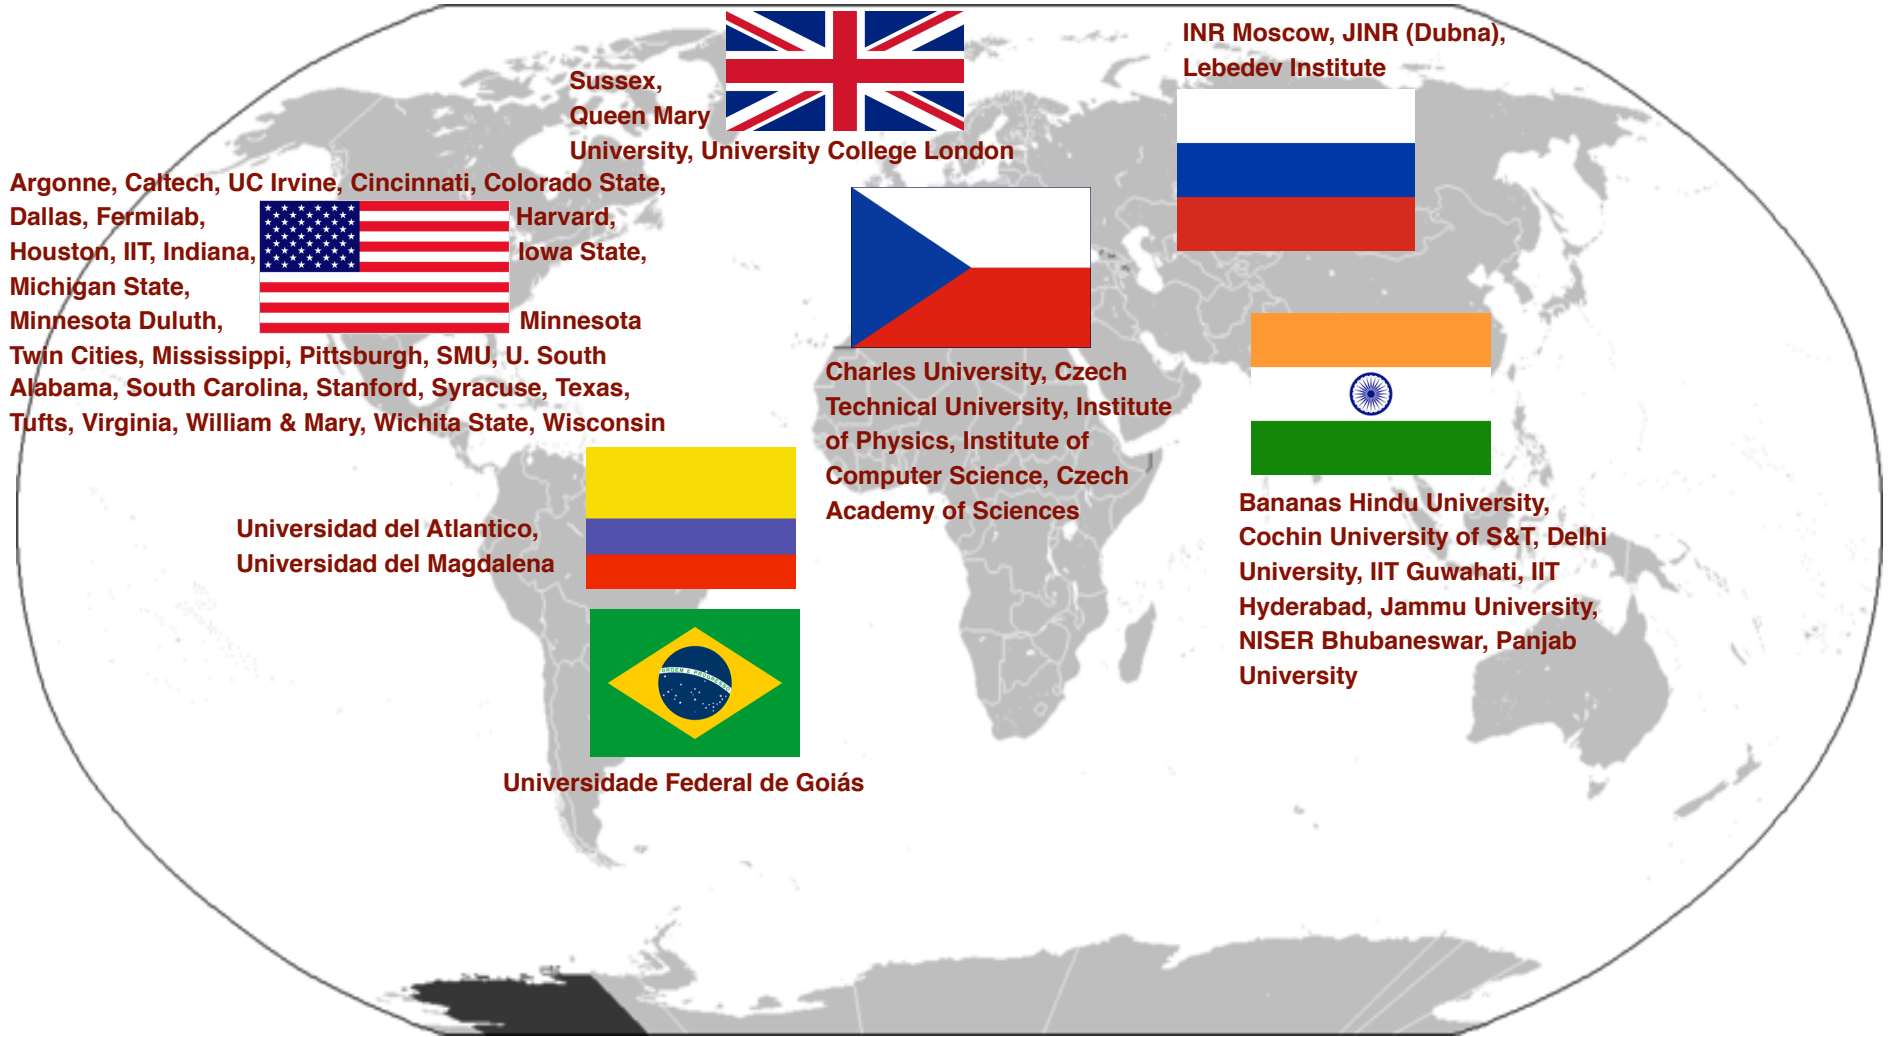 INR Moscow, JINR (Dubna),
Lebedev Institute
Sussex,
Queen Mary
University, University College London
Argonne, Caltech, UC Irvine, Cincinnati, Colorado State,
Dallas, Fermilab, Harvard,
Houston, IIT, Indiana, Iowa State,
Michigan State,
Minnesota Duluth, Minnesota
Twin Cities, Mississippi, Pittsburgh, SMU, U. South
Alabama, South Carolina, Stanford, Syracuse, Texas,
Tufts, Virginia, William & Mary, Wichita State, Wisconsin
Charles University, Czech
Technical University, Institute
of Physics, Institute of
Computer Science, Czech
Academy of Sciences
Bananas Hindu University,
Cochin University of S&T, Delhi
University, IIT Guwahati, IIT
Hyderabad, Jammu University,
NISER Bhubaneswar, Panjab
University
Universidad del Atlantico,
Universidad del Magdalena
ORDEM E PROGRESSO
Universidade Federal de Goiás